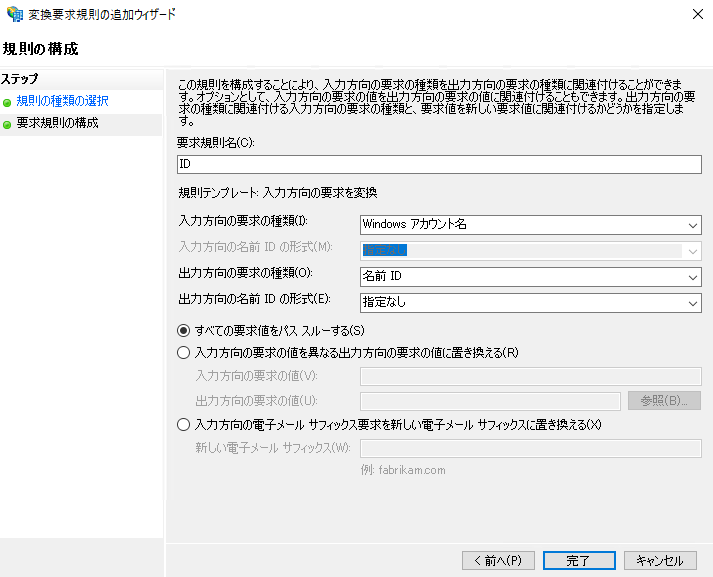 変換要求規則の追加ウィザード
規則の構成
ステップ
規則の種類の選択
要求規則の構成
この規則を構成することにより、入力方向の要求の種類を出力方向の要求の種類に関連付けることができま
す。オプションとして、入力方向の要求の値を出力方向の要求の値に関連付けることもできます。出力方向の要
求の種類に関連付ける入力方向の要求の種類と、要求値を新しい要求値に関連付けるかどうかを指定しま
す。
要求規則名(C):
ID
規則テンプレート: 入力方向の要求を変換
入力方向の要求の種類(I):
Windows アカウント名
入力方向の名前 ID の形式(M):
指定なし
出力方向の要求の種類(O):
名前 ID
出力方向の名前 ID の形式(E):
指定なし
すべての要求値をパス スルーする(S)
入力方向の要求の値を異なる出力方向の要求の値に置き換える(R)
入力方向の要求の値(V):
出力方向の要求の値(U):
参照(B)...
入力方向の電子メール サフィックス要求を新しい電子メール サフィックスに置き換える(X)
新しい電子メール サフィックス(W):
例: fabrikam.com
< 前へ(P)
完了
キャンセル